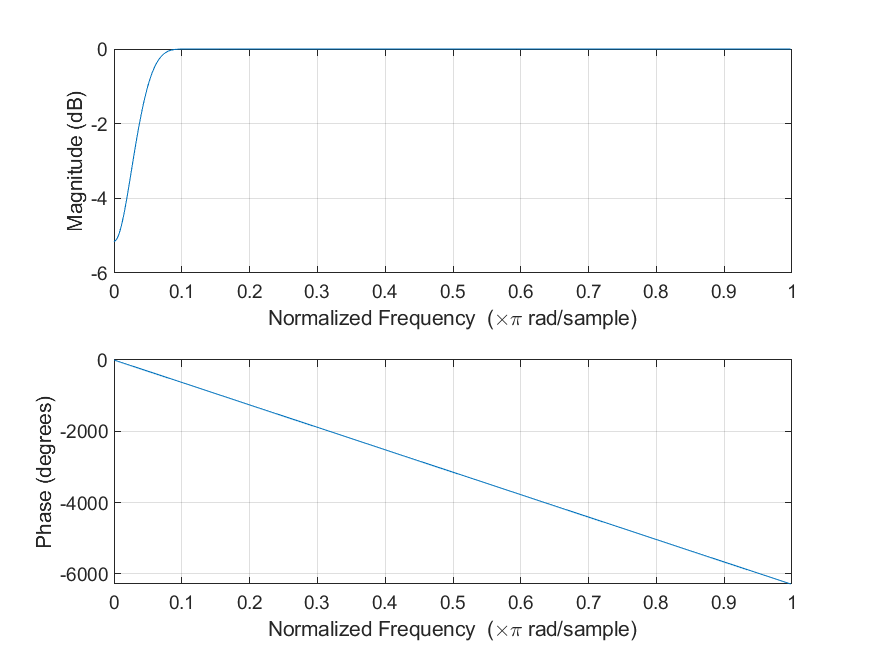 0
-2
-4
-6
Magnitude (dB)
0 0.1 0.2 0.3 0.4 0.5 0.6 0.7 0.8 0.9 1
Normalized Frequency (×π rad/sample)
0
-2000
-4000
-6000
Phase (degrees)
0 0.1 0.2 0.3 0.4 0.5 0.6 0.7 0.8 0.9 1
Normalized Frequency (×π rad/sample)